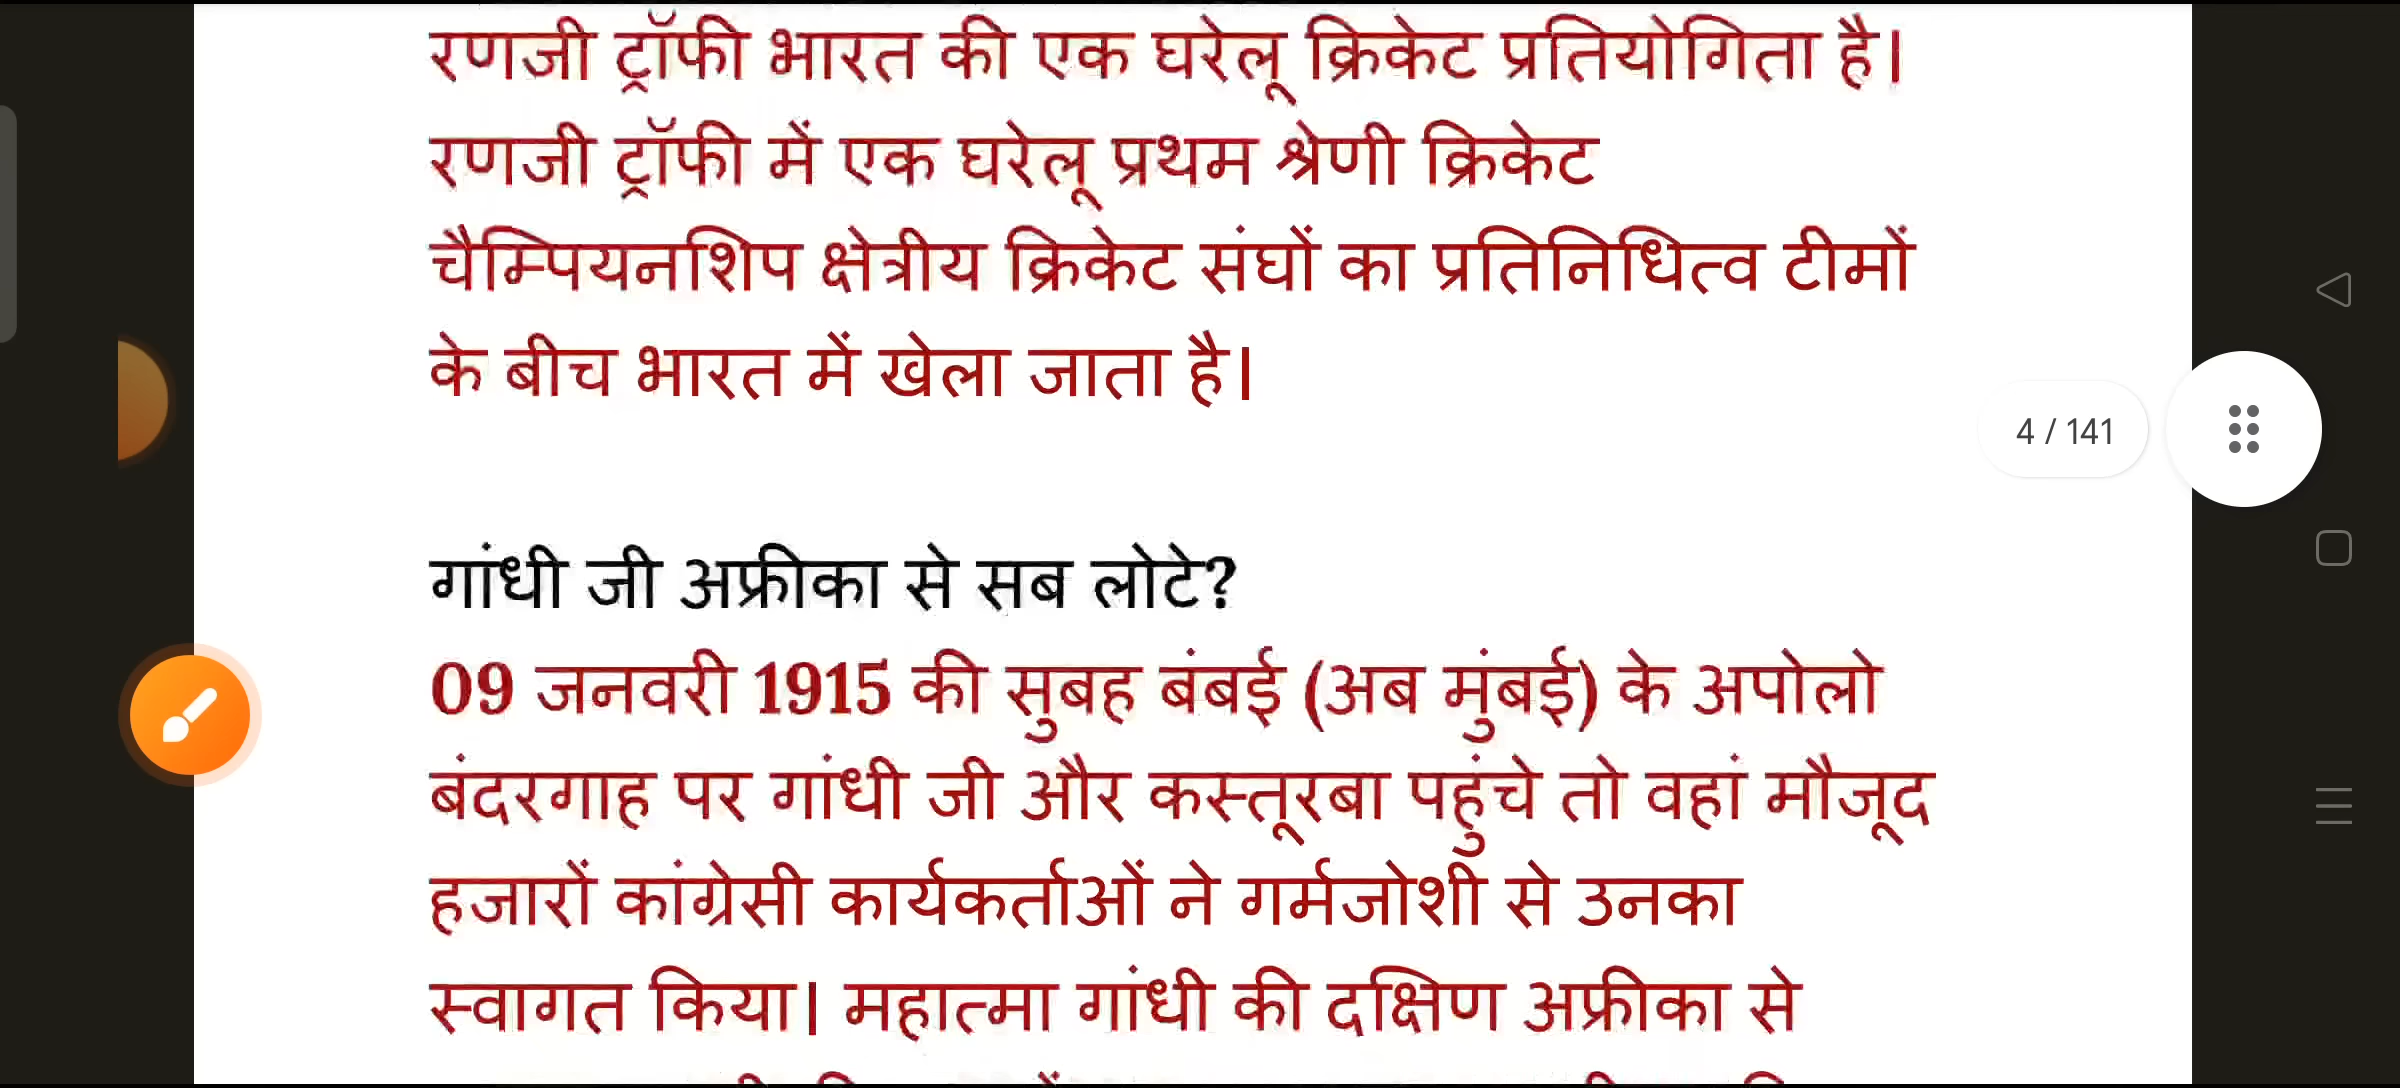 रणजी ट्रॉफी भारत की एक घरेलू क्रिकेट प्रतियोगिता है।
रणजी ट्रॉफी में एक घरेलू प्रथम श्रेणी क्रिकेट
चैम्पियनशिप क्षेत्रीय क्रिकेट संघों का प्रतिनिधित्व टीमों
के बीच भारत में खेला जाता है।
4 / 141
गांधी जी अफ्रीका से सब लोटे?
09 जनवरी 1915 की सुबह बंबई (अब मुंबई) के अपोलो
बंदरगाह पर गांधी जी और कस्तूरबा पहुंचे तो वहां मौजूद
हजारों कांग्रेसी कार्यकर्ताओं ने गर्मजोशी से उनका
स्वागत किया। महात्मा गांधी की दक्षिण अफ्रीका से